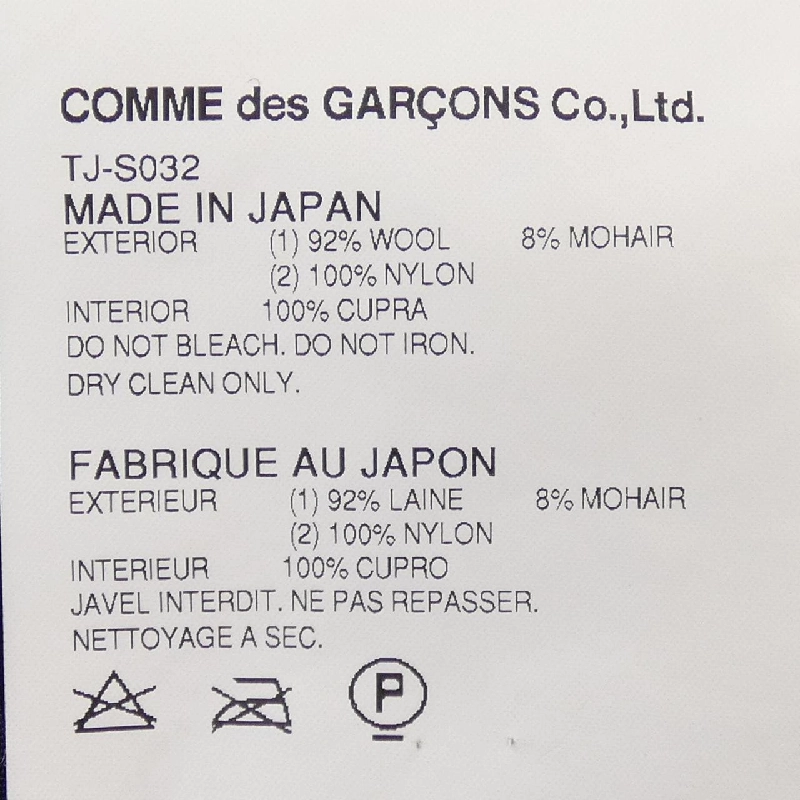 COMME des GARÇONS Co.,Ltd.
TJ-S032
MADE IN JAPAN
EXTERIOR (1) 92% WOOL 8% MOHAIR
(2) 100% NYLON
INTERIOR 100% CUPRA
DO NOT BLEACH. DO NOT IRON.
DRY CLEAN ONLY.
FABRIQUE AU JAPON
EXTERIEUR (1) 92% LAINE 8% MOHAIR
(2) 100% NYLON
INTERIEUR 100% CUPRO
JAVEL INTERDIT. NE PAS REPASSER.
NETTOYAGE A SEC.
P